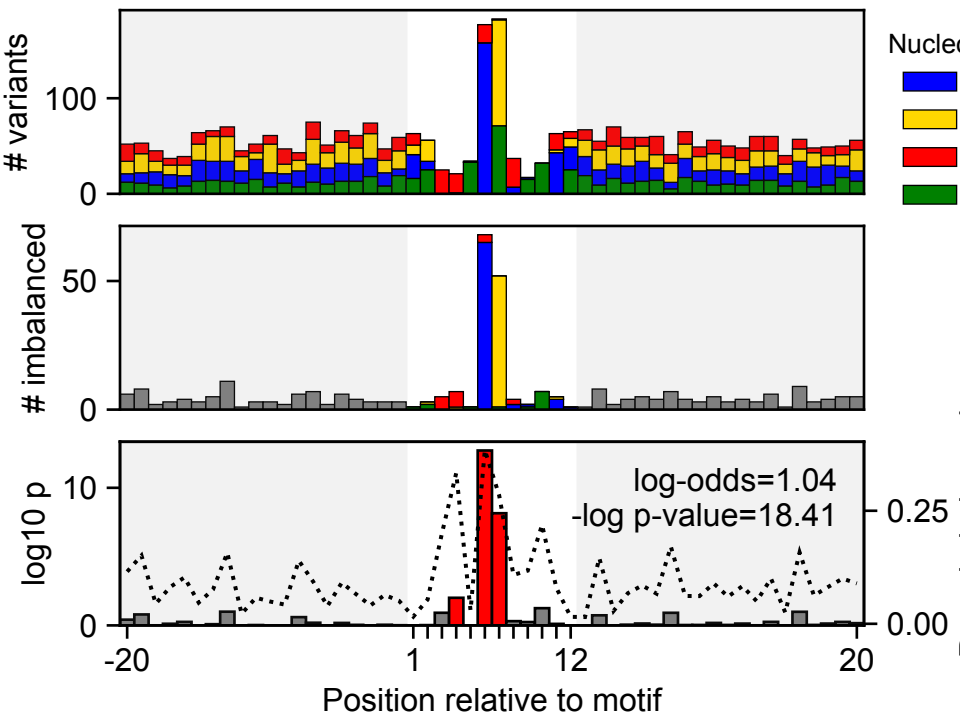 # variants
100
0
Nucleo
# imbalanced
50
0
log10 p
10
0
log-odds=1.04
-log p-value=18.41
0.25
0.00
-20
1
12
20
Position relative to motif